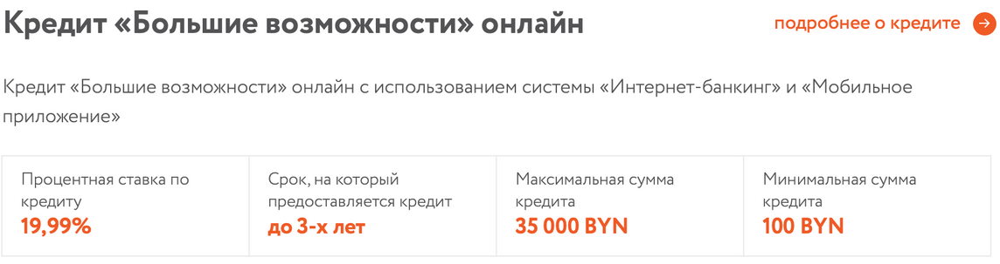 Кредит «Большие возможности» онлайн
подробнее о кредите
Кредит «Большие возможности» онлайн с использованием системы «Интернет-банкинг» и «Мобильное
приложение»
Процентная ставка по
кредиту
19,99%
Срок, на который
предоставляется кредит
до 3-х лет
Максимальная сумма
кредита
35 000 BYN
Минимальная сумма
кредита
100 BYN